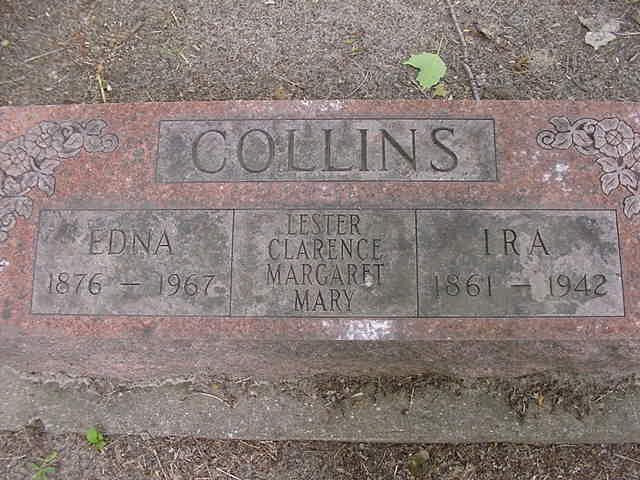 COLLINS
EDNA
1876 — 1967
LESTER
CLARENCE
MARGARET
MARY
IRA
1861 — 1942